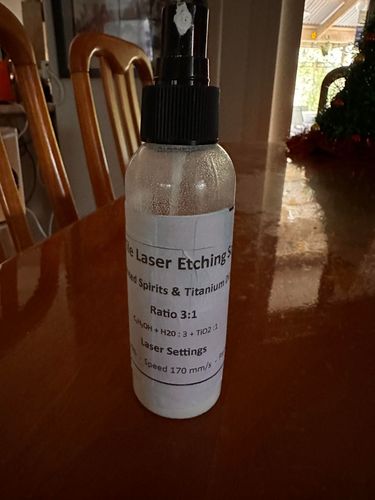 Laser Etching
Spirits & Titanium
Ratio 3:1
C₂H₅OH + H20 : 3 + TiO2 :1
Laser Settings
- Speed 170 mm/s -